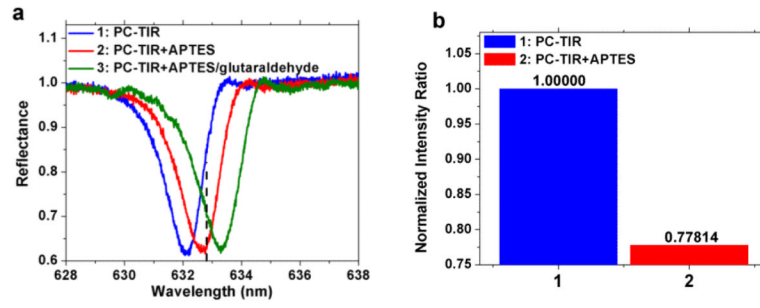 a
1: PC-TIR
2: PC-TIR+APTES
3: PC-TIR+APTES/glutaraldehyde
1.1
1.0
0.9
0.8
0.7
0.6
Reflectance
628 630 632 634 636 638
Wavelength (nm)
b
1: PC-TIR
2: PC-TIR+APTES
1.05
1.00
0.95
0.90
0.85
0.80
0.75
Normalized Intensity Ratio
1.00000
0.77814
1 2